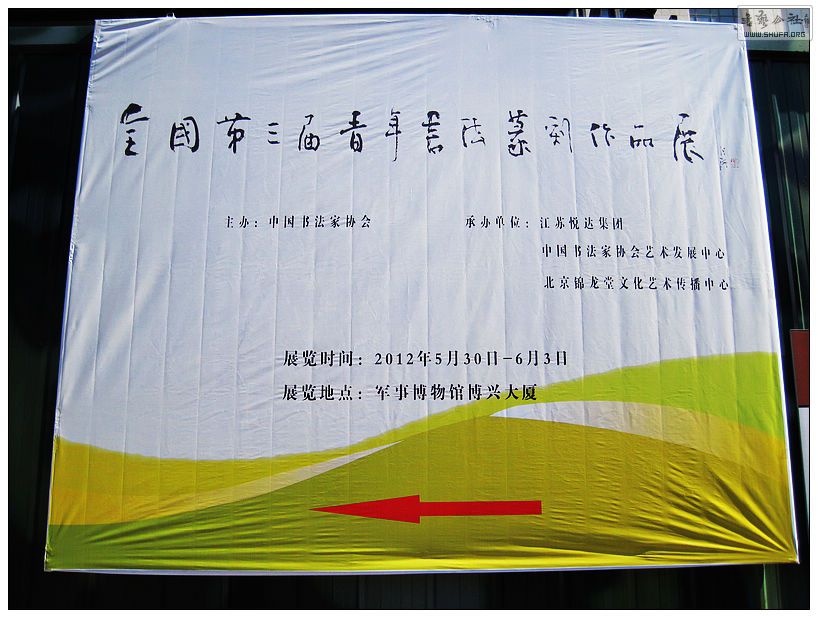 全国第三届青年书法篆刻作品展
主办：中国书法家协会
承办单位：江苏悦达集团
中国书法家协会艺术发展中心
北京锦龙堂文化艺术传播中心
展览时间：2012年5月30日-6月3日
展览地点：军事博物馆博兴大厦
WWW.SHUFA.ORG